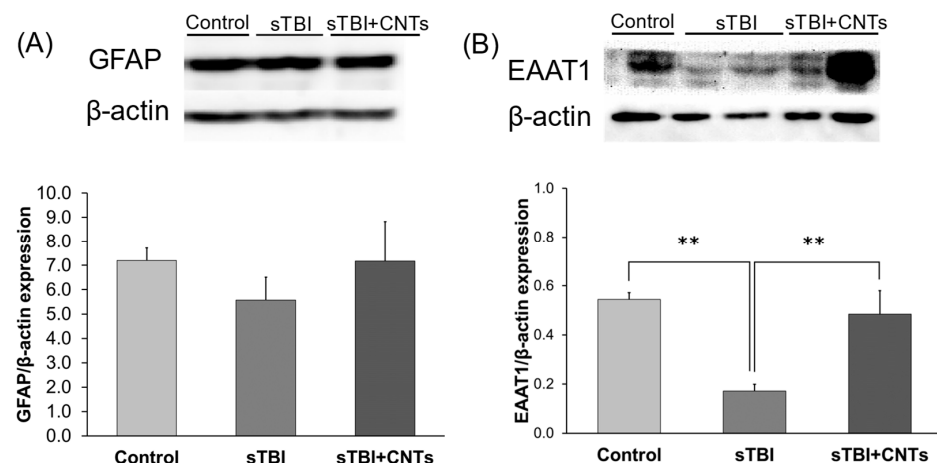 (A)
Control sTBI sTBI+CNTs
GFAP
β-actin
GFAP/β-actin expression
10.0
9.0
8.0
7.0
6.0
5.0
4.0
3.0
2.0
1.0
0.0
Control sTBI sTBI+CNTs
(B)
Control sTBI sTBI+CNTs
EAAT1
β-actin
EAAT1/β-actin expression
1.0
0.8
0.6
0.4
0.2
0.0
** **
Control sTBI sTBI+CNTs